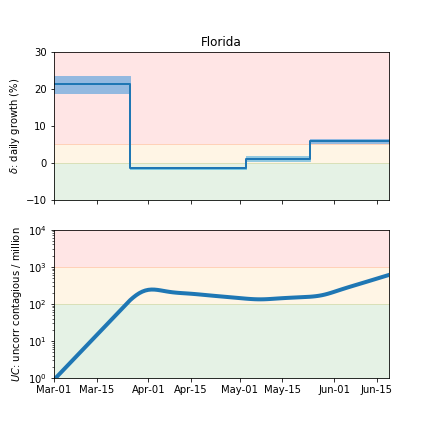 Florida
δ: daily growth (%)
30
20
10
0
−10
UC: uncorr contagious / million
10⁴
10³
10²
10¹
10⁰
Mar-01 Mar-15 Apr-01 Apr-15 May-01 May-15 Jun-01 Jun-15